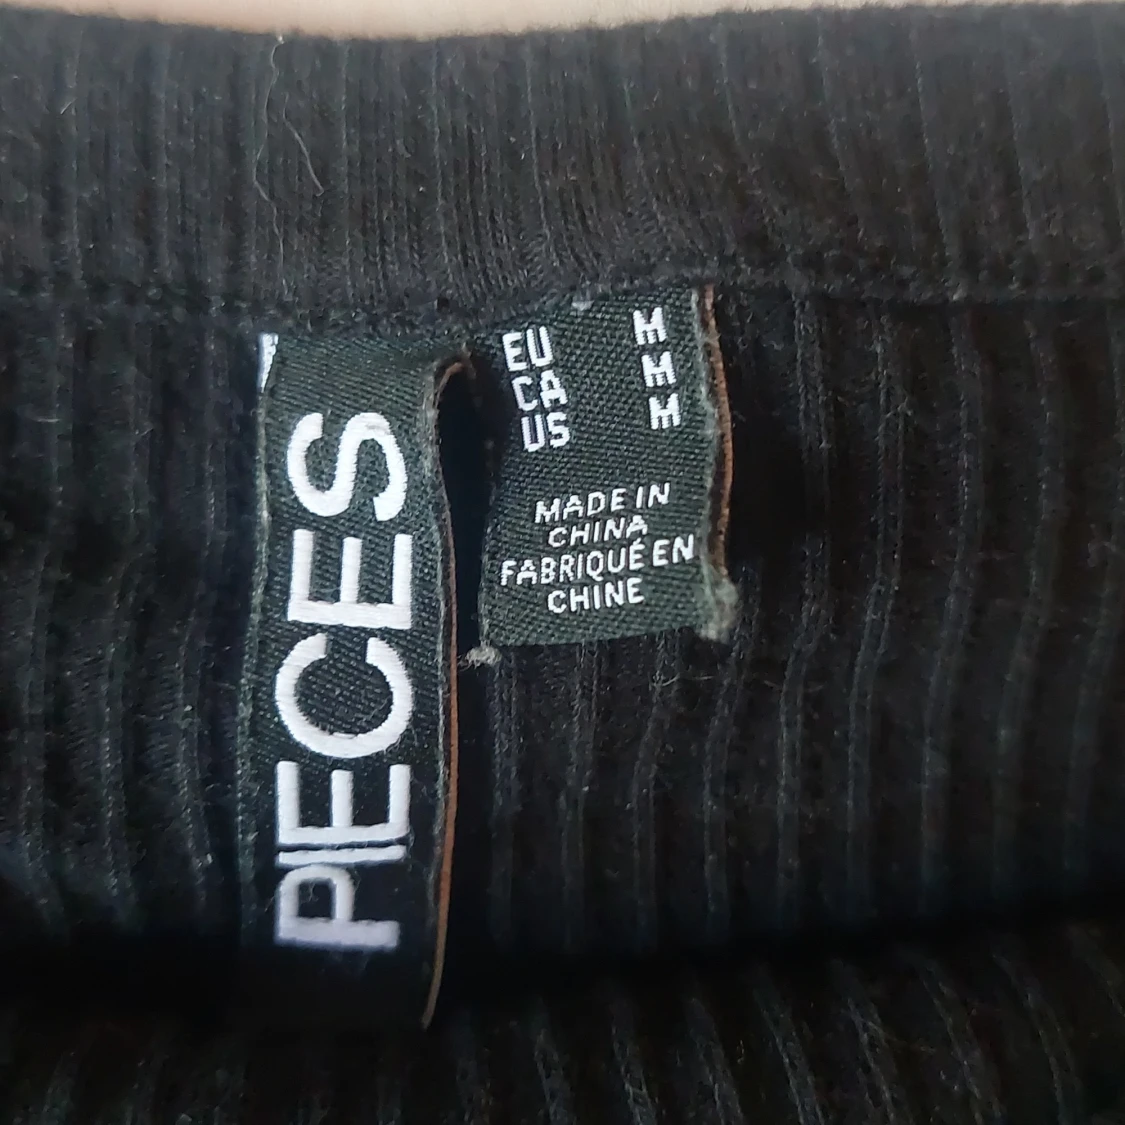 PIECES
EU M
CA M
US M
MADE IN
CHINA
FABRIQUÉ EN
CHINE